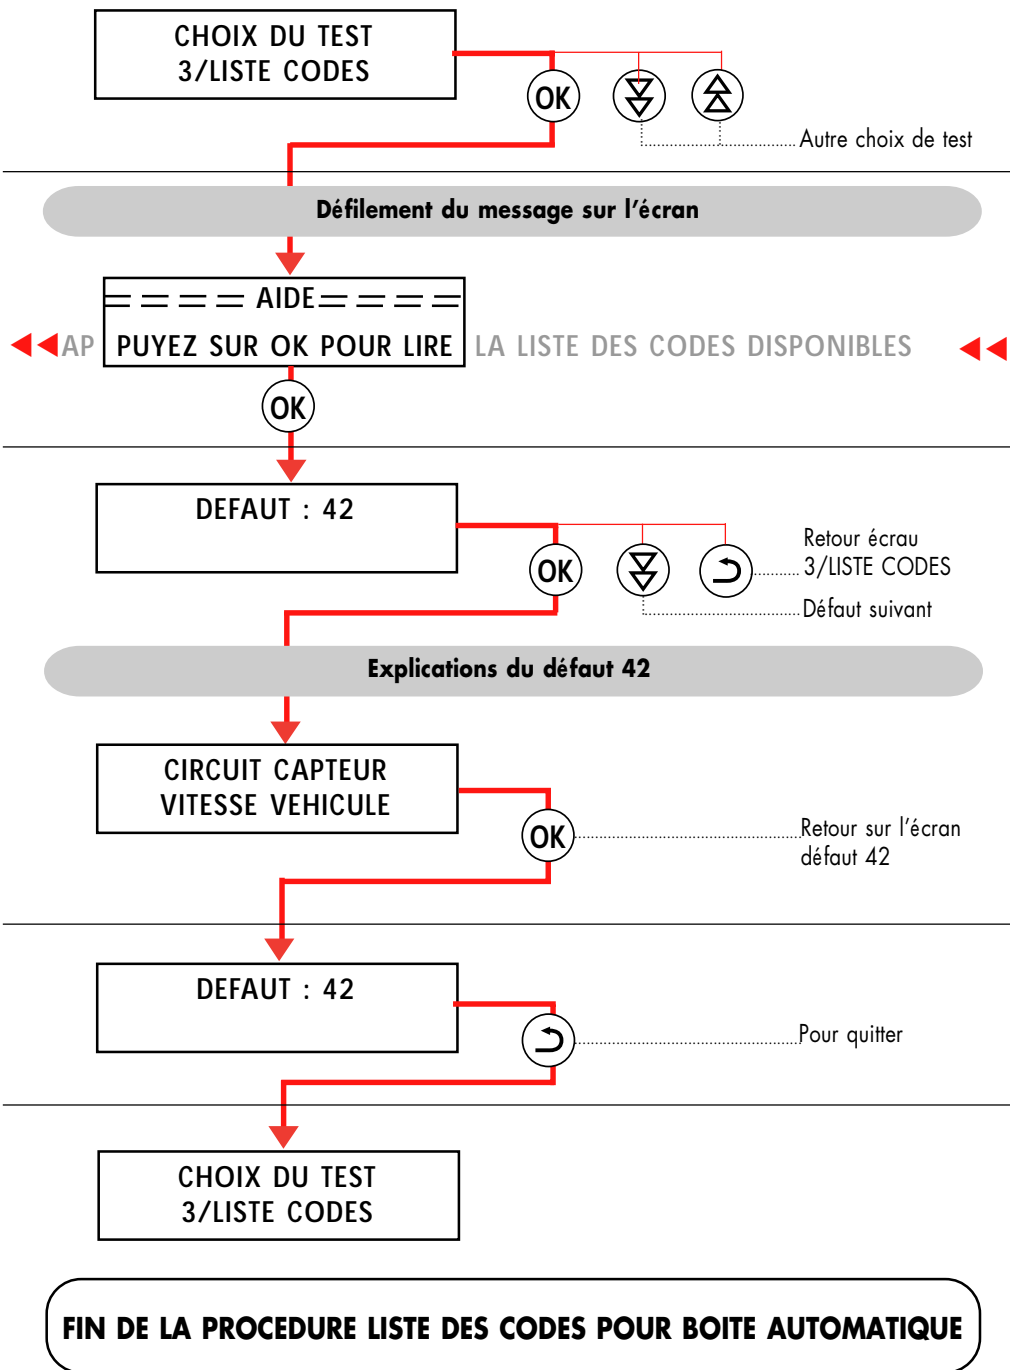 CHOIX DU TEST
3/LISTE CODES
OK
Autre choix de test
Défilement du message sur l'écran
= = = = AIDE = = = =
AP PUYEZ SUR OK POUR LIRE LA LISTE DES CODES DISPONIBLES
OK
DEFAUT : 42
OK
Retour écrau
3/LISTE CODES
Défaut suivant
Explications du défaut 42
CIRCUIT CAPTEUR
VITESSE VEHICULE
OK
Retour sur l'écran
défaut 42
DEFAUT : 42
Pour quitter
CHOIX DU TEST
3/LISTE CODES
FIN DE LA PROCEDURE LISTE DES CODES POUR BOITE AUTOMATIQUE